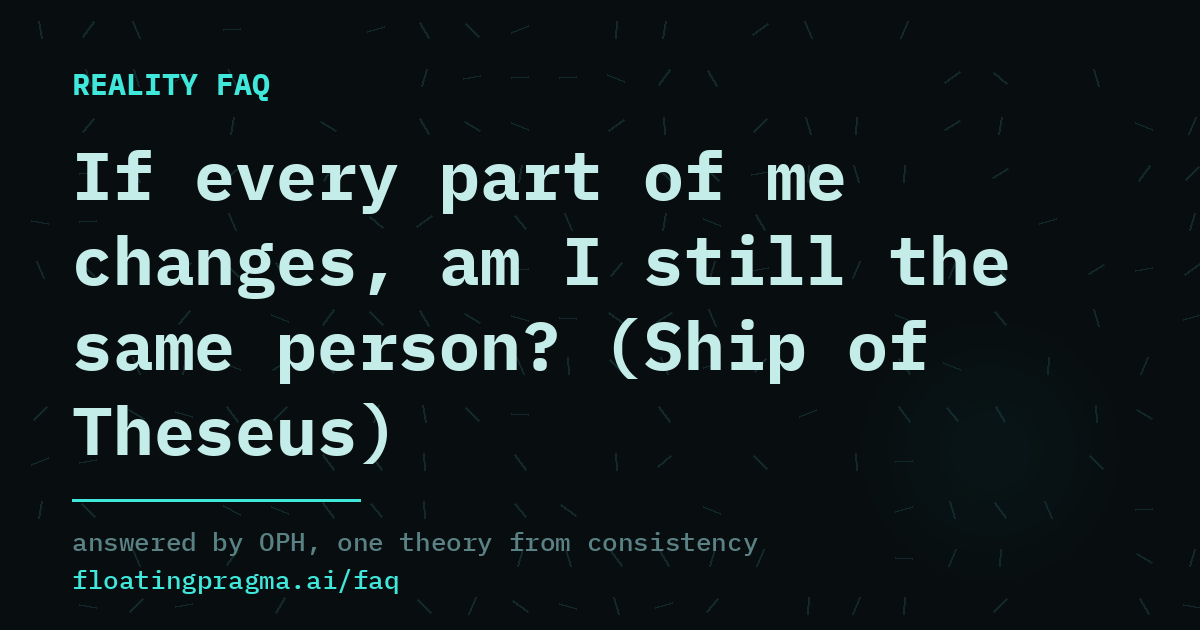 REALITY FAQ
If every part of me
changes, am I still the
same person? (Ship of
Theseus)
answered by OPH, one theory from consistency
floatingpragma.ai/faq